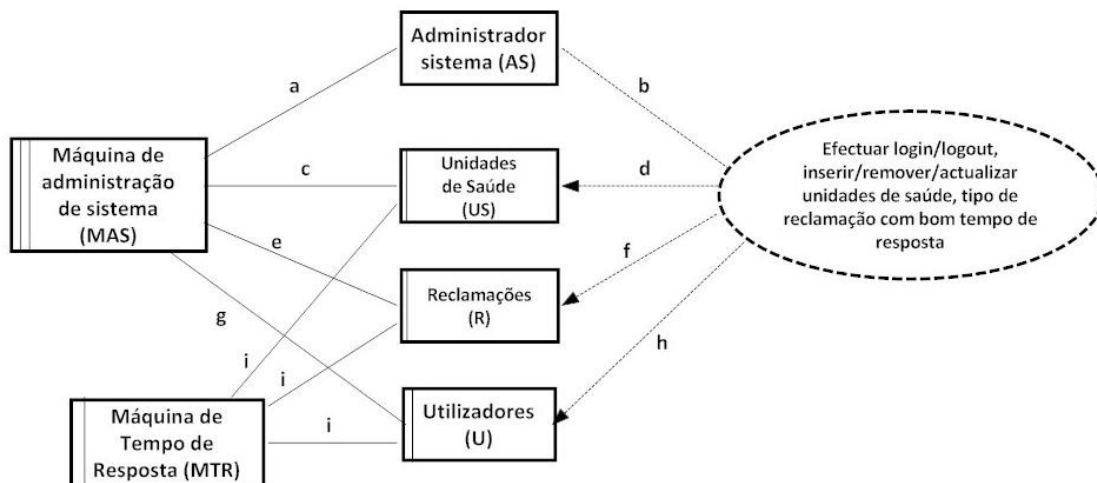 Administrador
sistema (AS)
a
b
Máquina de
administração
de sistema
(MAS)
c
Unidades
de Saúde
(US)
d
Efectuar login/logout,
inserir/remover/actualizar
unidades de saúde, tipo de
reclamação com bom tempo de
resposta
e
f
Reclamações
(R)
g
h
i
i
i
Máquina de
Tempo de
Resposta (MTR)
Utilizadores
(U)